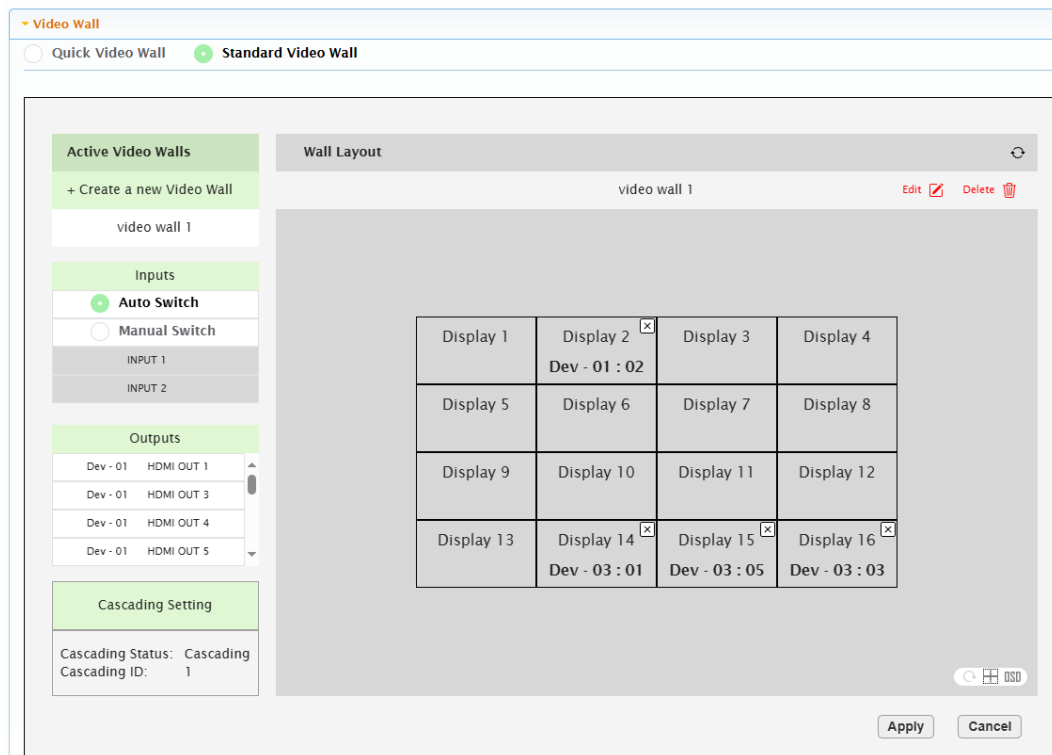 Video Wall
Quick Video Wall Standard Video Wall
Active Video Walls
+ Create a new Video Wall
video wall 1
Inputs
Auto Switch
Manual Switch
INPUT 1
INPUT 2
Outputs
Dev - 01 HDMI OUT 1
Dev - 01 HDMI OUT 3
Dev - 01 HDMI OUT 4
Dev - 01 HDMI OUT 5
Cascading Setting
Cascading Status: Cascading
Cascading ID: 1
Wall Layout
video wall 1 Edit Delete
Display 1 Display 2 Display 3 Display 4
Dev - 01 : 02
Display 5 Display 6 Display 7 Display 8
Display 9 Display 10 Display 11 Display 12
Display 13 Display 14 Display 15 Display 16
Dev - 03 : 01 Dev - 03 : 05 Dev - 03 : 03
OSD
Apply Cancel